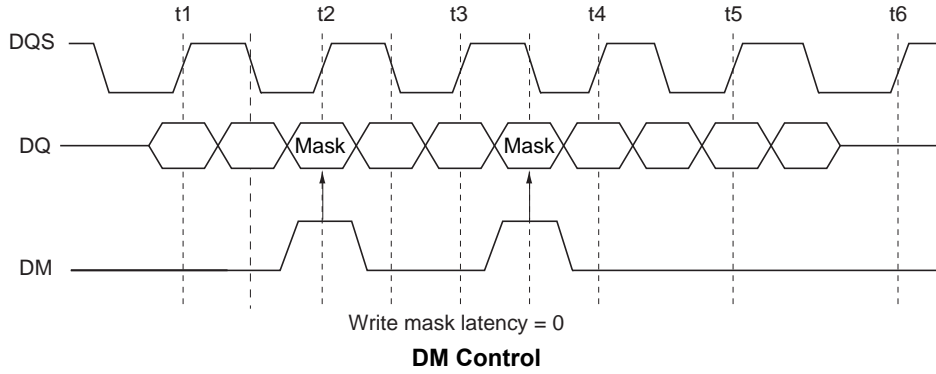 t1 t2 t3 t4 t5 t6
DQS
DQ Mask Mask
DM
Write mask latency = 0
DM Control